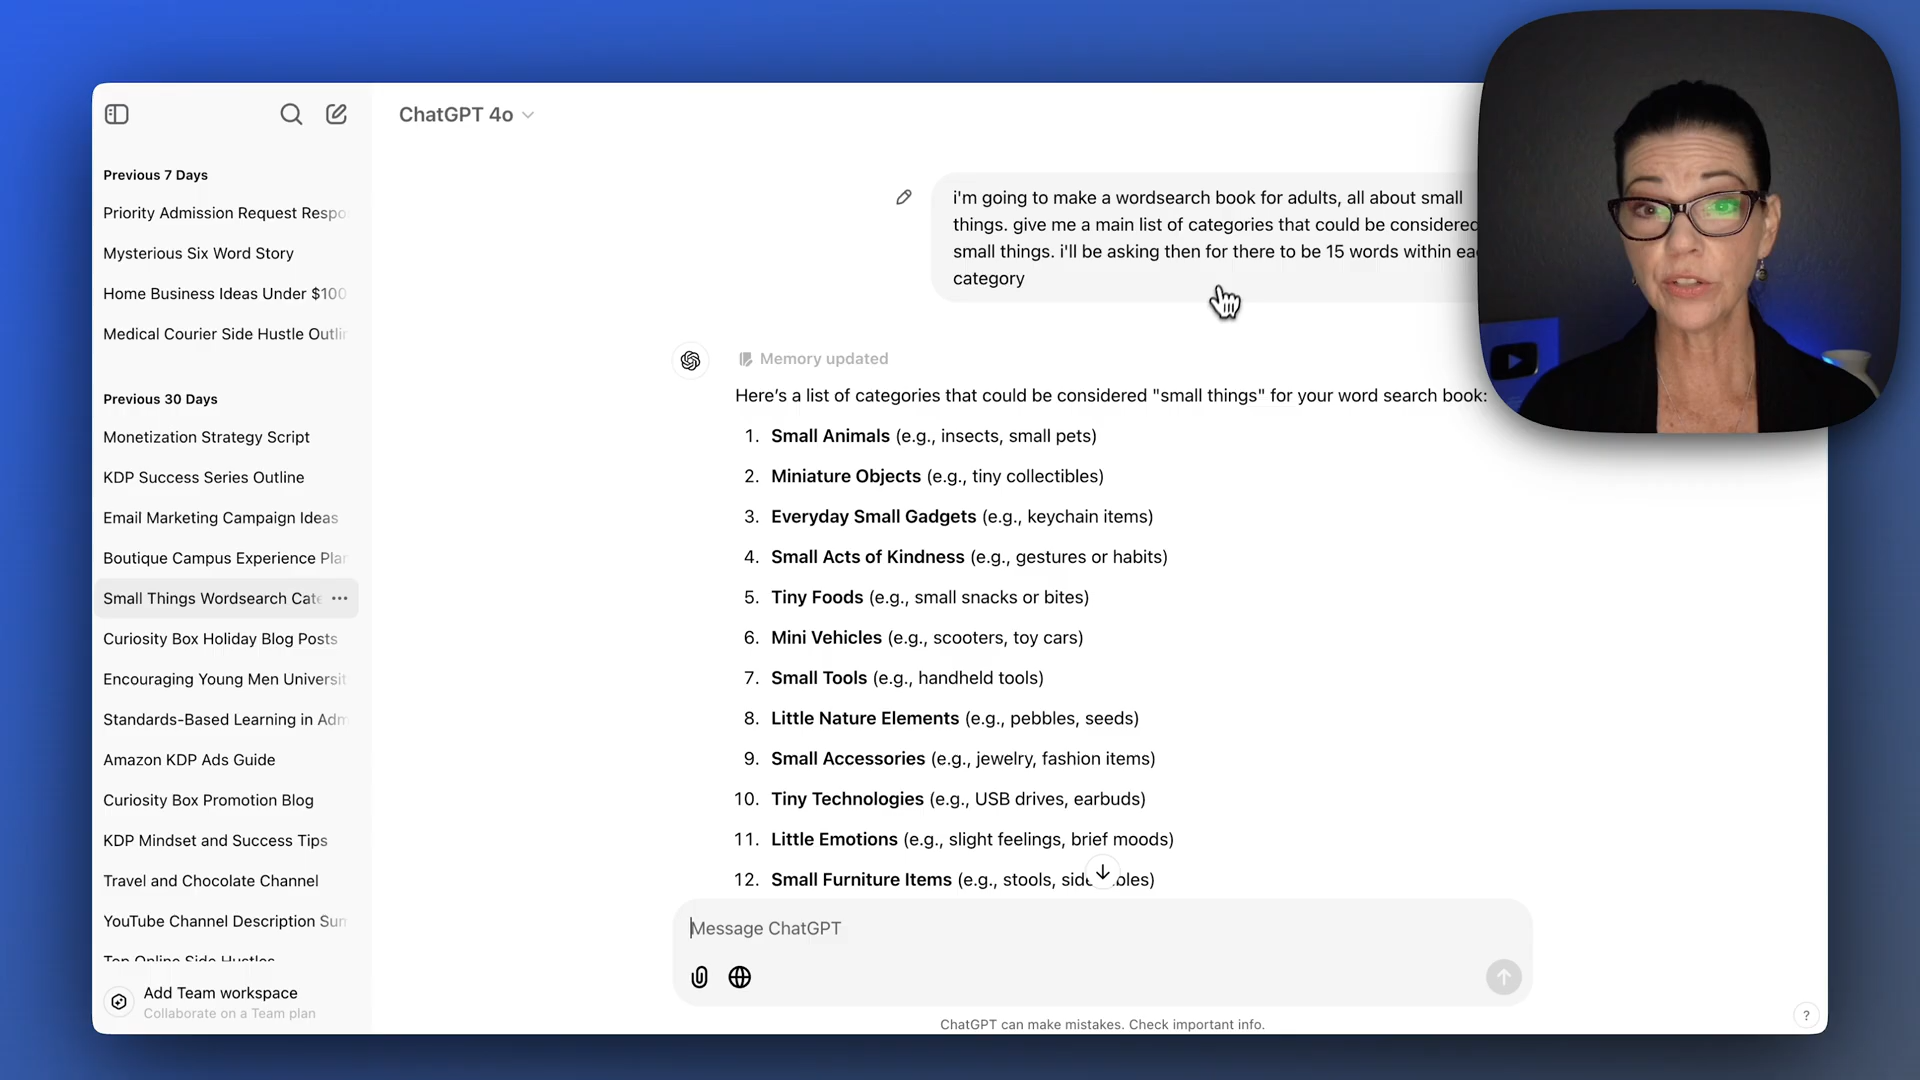 ChatGPT 4o
Previous 7 Days
Priority Admission Request Respo
Mysterious Six Word Story
Home Business Ideas Under $100
Medical Courier Side Hustle Outlin
Previous 30 Days
Monetization Strategy Script
KDP Success Series Outline
Email Marketing Campaign Ideas
Boutique Campus Experience Plan
Small Things Wordsearch Cate
Curiosity Box Holiday Blog Posts
Encouraging Young Men Universit
Standards-Based Learning in Adm
Amazon KDP Ads Guide
Curiosity Box Promotion Blog
KDP Mindset and Success Tips
Travel and Chocolate Channel
YouTube Channel Description Sum
Top Online Side Hustles
Add Team workspace
Collaborate on a Team plan
i'm going to make a wordsearch book for adults, all about small
things. give me a main list of categories that could be considered
small things. i'll be asking then for there to be 15 words within
category
Memory updated
Here’s a list of categories that could be considered "small things" for your word search book:
1. Small Animals (e.g., insects, small pets)
2. Miniature Objects (e.g., tiny collectibles)
3. Everyday Small Gadgets (e.g., keychain items)
4. Small Acts of Kindness (e.g., gestures or habits)
5. Tiny Foods (e.g., small snacks or bites)
6. Mini Vehicles (e.g., scooters, toy cars)
7. Small Tools (e.g., handheld tools)
8. Little Nature Elements (e.g., pebbles, seeds)
9. Small Accessories (e.g., jewelry, fashion items)
10. Tiny Technologies (e.g., USB drives, earbuds)
11. Little Emotions (e.g., slight feelings, brief moods)
12. Small Furniture Items (e.g., stools,
Message ChatGPT
ChatGPT can make mistakes. Check important info.
?